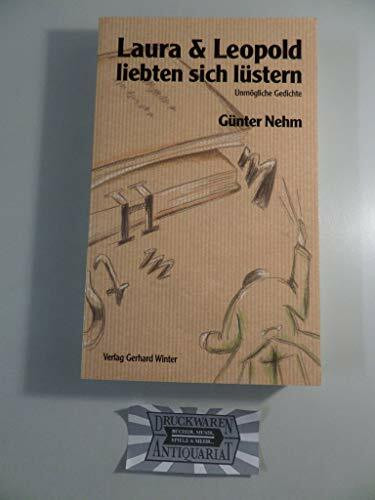 Laura & Leopold
liebten sich lüstern
Unmögliche Gedichte
Günter Nehm
Verlag Gerhard Winter
DRUCKWAREN
BÜCHER, MUSIK,
SPIELE & MEHR...
ANTIQUARIAT